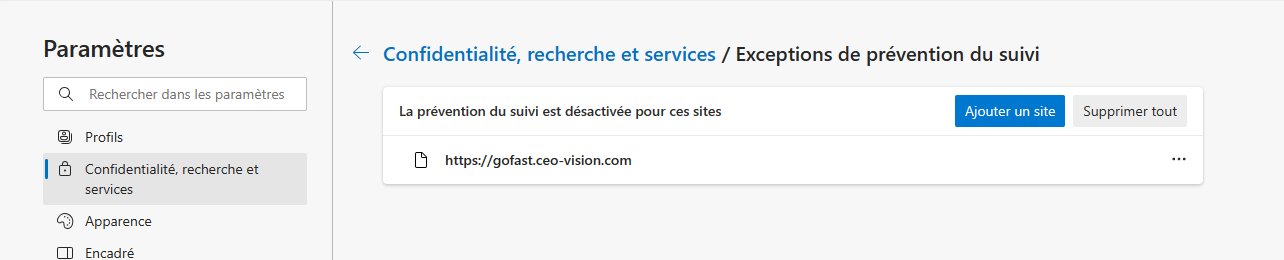 Paramètres
Rechercher dans les paramètres
Profils
Confidentialité, recherche et
services
Apparence
Encadré
Confidentialité, recherche et services / Exceptions de prévention du suivi
La prévention du suivi est désactivée pour ces sites
Ajouter un site
Supprimer tout
https://gofast.ceo-vision.com